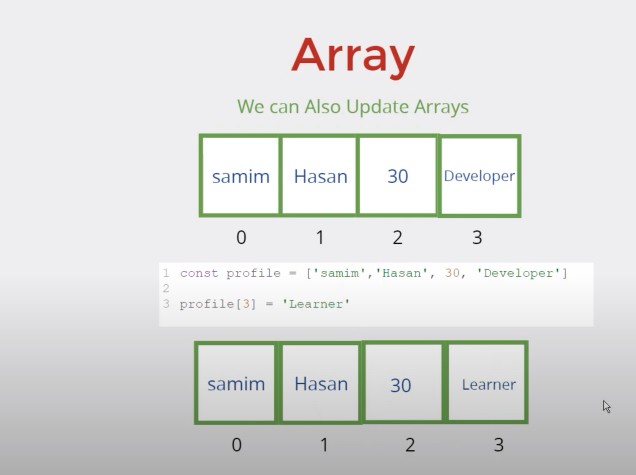 Array
We can Also Update Arrays
samim Hasan 30 Developer
0 1 2 3
1 const profile = ['samim','Hasan', 30, 'Developer']
2
3 profile[3] = 'Learner'
samim Hasan 30 Learner
0 1 2 3